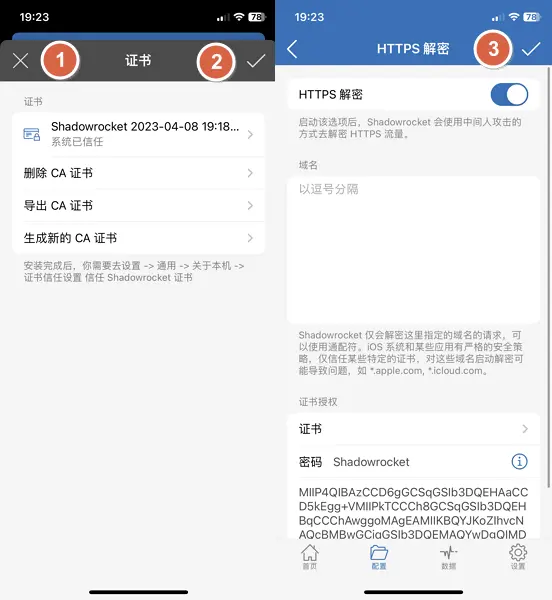 19:23
78
1
证书
2
证书
Shadowrocket 2023-04-08 19:18...
系统已信任
删除 CA 证书
导出 CA 证书
生成新的 CA 证书
安装完成后，你需要去设置 -> 通用 -> 关于本机 ->
证书信任设置 信任 Shadowrocket 证书
19:23
78
HTTPS 解密
3
HTTPS 解密
启动该选项后，Shadowrocket 会使用中间人攻击的
方式去解密 HTTPS 流量。
域名
以逗号分隔
Shadowrocket 仅会解密这里指定的域名的请求，可
以使用通配符。iOS 系统和某些应用有严格的安全策
略，仅信任某些特定的证书，对这些域名启动解密可
能导致问题，如 *.apple.com, *.icloud.com。
证书授权
证书
密码 Shadowrocket
MIIP4QIBAzCCD6gGCSqGSIb3DQEHAaCC
D5kEgg+VMIIPkTCCCh8GCSqGSIb3DQEH
BqCCChAwggoMAgEAMIIKBQYJKoZIhvcN
首页
配置
数据
设置